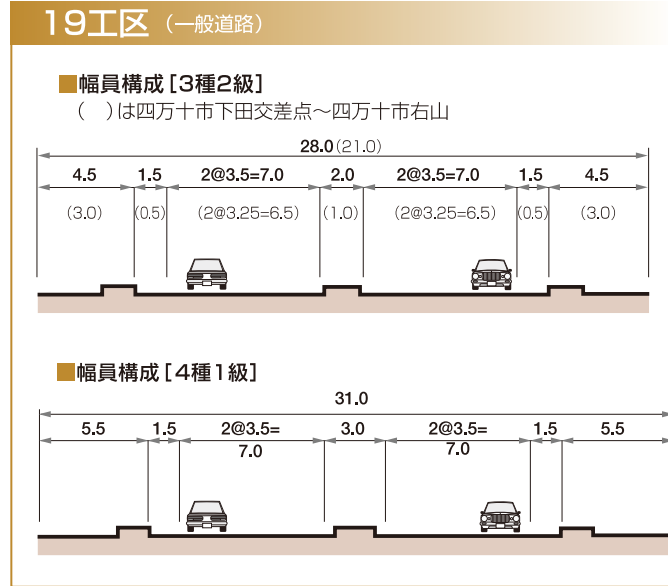 19工区（一般道路）
■幅員構成［3種2級］
（　）は四万十市下田交差点～四万十市右山
28.0(21.0)
4.5 1.5 2@3.5=7.0 2.0 2@3.5=7.0 1.5 4.5
(3.0) (0.5) (2@3.25=6.5) (1.0) (2@3.25=6.5) (0.5) (3.0)
■幅員構成［4種1級］
31.0
5.5 1.5 2@3.5= 3.0 2@3.5= 1.5 5.5
7.0 7.0